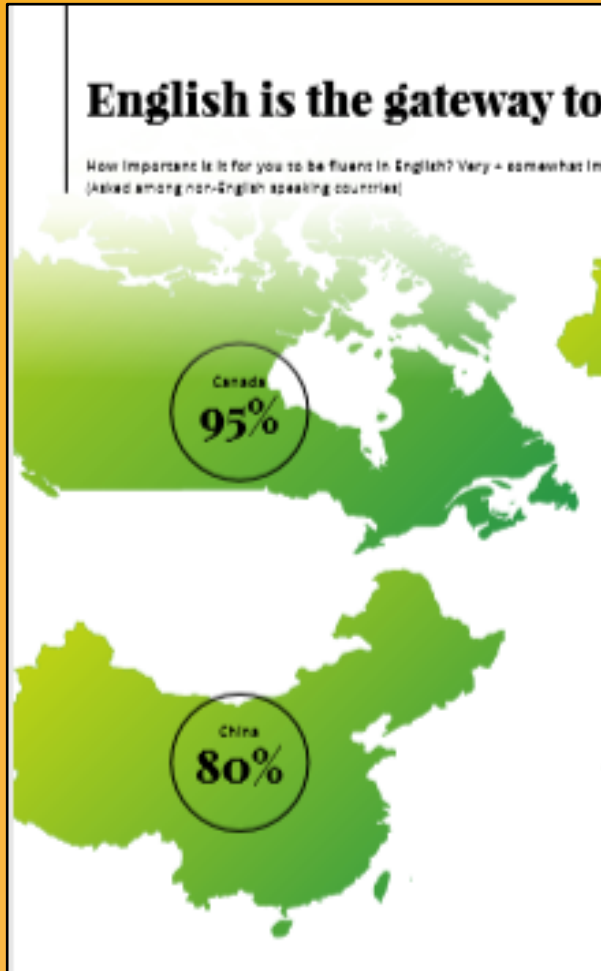 English is the gateway to
How important is it for you to be fluent in English? Very + somewhat im
(Asked among non-English speaking countries)
Canada
95%
China
80%